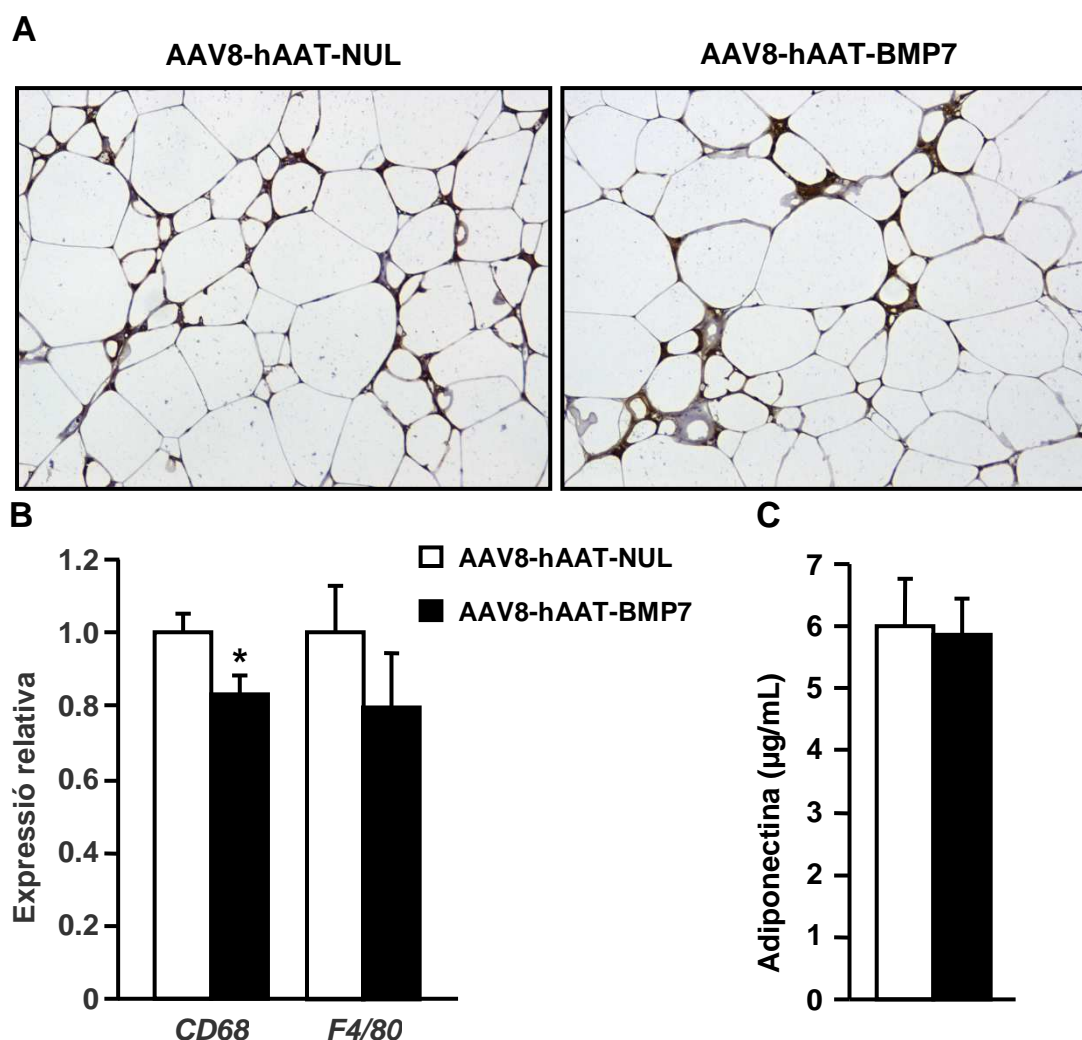 A
AAV8-hAAT-NUL
AAV8-hAAT-BMP7
B
Expressió relativa
1.2
1.0
0.8
0.6
0.4
0.2
0
*
CD68
F4/80
AAV8-hAAT-NUL
AAV8-hAAT-BMP7
C
Adiponectina (µg/mL)
7
6
5
4
3
2
1
0